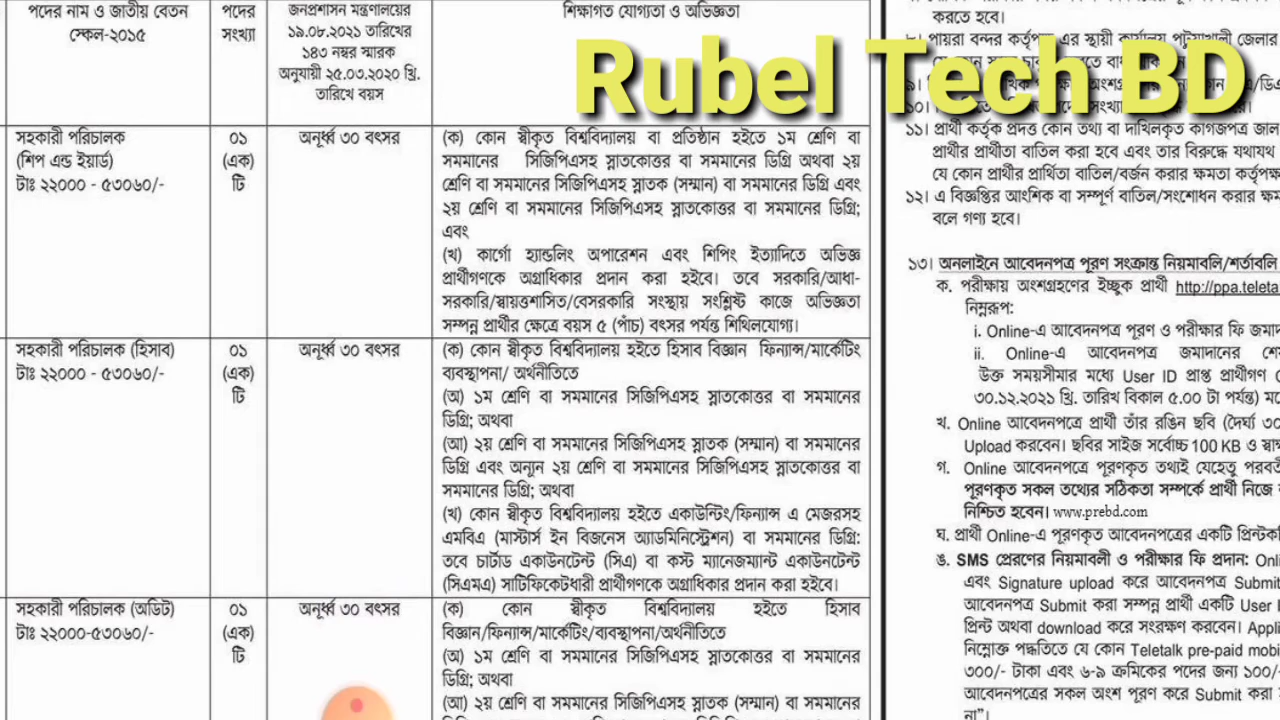 পদের নাম ও জাতীয় বেতন
স্কেল-২০১৫
পদের
সংখ্যা
জনপ্রশাসন মন্ত্রণালয়ের
১৯.০৮.২০২১ তারিখের
১৪৩ নম্বর স্মারক
অনুযায়ী ২৫.০৩.২০২০ খ্রি.
তারিখে বয়স
শিক্ষাগত যোগ্যতা ও অভিজ্ঞতা
Rubel Tech BD
সহকারী পরিচালক
(শিপ এন্ড ইয়ার্ড)
টাঃ ২২০০০ - ৫৩০৬০/-
০১
(এক)
টি
অনূর্ধ্ব ৩০ বৎসর
(ক) কোন স্বীকৃত বিশ্ববিদ্যালয় বা প্রতিষ্ঠান হইতে ১ম শ্রেণি বা
সমমানের সিজিপিএসহ স্নাতকোত্তর বা সমমানের ডিগ্রি অথবা ২য়
শ্রেণি বা সমমানের সিজিপিএসহ স্নাতক (সম্মান) বা সমমানের ডিগ্রি এবং
২য় শ্রেণি বা সমমানের সিজিপিএসহ স্নাতকোত্তর বা সমমানের ডিগ্রি;
এবং
(খ) কার্গো হ্যান্ডলিং অপারেশন এবং শিপিং ইত্যাদিতে অভিজ্ঞ
প্রার্থীগণকে অগ্রাধিকার প্রদান করা হইবে। তবে সরকারি/আধা-
সরকারি/স্বায়ত্তশাসিত/বেসরকারি সংস্থায় সংশ্লিষ্ট কাজে অভিজ্ঞতা
সম্পন্ন প্রার্থীর ক্ষেত্রে বয়স ৫ (পাঁচ) বৎসর পর্যন্ত শিথিলযোগ্য।
সহকারী পরিচালক (হিসাব)
টাঃ ২২০০০ - ৫৩০৬০/-
০১
(এক)
টি
অনূর্ধ্ব ৩০ বৎসর
(ক) কোন স্বীকৃত বিশ্ববিদ্যালয় হইতে হিসাব বিজ্ঞান ফিন্যান্স/মার্কেটিং
ব্যবস্থাপনা/ অর্থনীতিতে
(অ) ১ম শ্রেণি বা সমমানের সিজিপিএসহ স্নাতকোত্তর বা সমমানের
ডিগ্রি; অথবা
(আ) ২য় শ্রেণি বা সমমানের সিজিপিএসহ স্নাতক (সম্মান) বা সমমানের
ডিগ্রি এবং অন্যূন ২য় শ্রেণি বা সমমানের সিজিপিএসহ স্নাতকোত্তর বা
সমমানের ডিগ্রি; অথবা
(খ) কোন স্বীকৃত বিশ্ববিদ্যালয় হইতে একাউন্টিং/ফিন্যান্স এ মেজরসহ
এমবিএ (মাস্টার্স ইন বিজনেস অ্যাডমিনিস্ট্রেশন) বা সমমানের ডিগ্রি:
তবে চার্টার্ড একাউনটেন্ট (সিএ) বা কস্ট ম্যানেজম্যান্ট একাউনটেন্ট
(সিএমএ) সার্টিফিকেটধারী প্রার্থীগণকে অগ্রাধিকার প্রদান করা হইবে।
সহকারী পরিচালক (অডিট)
টাঃ ২২০০০-৫৩০৬০/-
০১
(এক)
টি
অনূর্ধ্ব ৩০ বৎসর
(ক) কোন স্বীকৃত বিশ্ববিদ্যালয় হইতে হিসাব
বিজ্ঞান/ফিন্যান্স/মার্কেটিং/ব্যবস্থাপনা/অর্থনীতিতে
(অ) ১ম শ্রেণি বা সমমানের সিজিপিএসহ স্নাতকোত্তর বা সমমানের
ডিগ্রি; অথবা
(আ) ২য় শ্রেণি বা সমমানের সিজিপিএসহ স্নাতক (সম্মান) বা সমমানের
করতে হবে।
৮। পায়রা বন্দর কর্তৃপক্ষ এর স্থায়ী কার্যালয় পটুয়াখালী জেলার
৯।
১০।
১১। প্রার্থী কর্তৃক প্রদত্ত কোন তথ্য বা দাখিলকৃত কাগজপত্র জাল
প্রার্থীর প্রার্থীতা বাতিল করা হবে এবং তার বিরুদ্ধে যথাযথ
যে কোন প্রার্থীর প্রার্থিতা বাতিল/বর্জন করার ক্ষমতা কর্তৃপক্ষ
১২। এ বিজ্ঞপ্তির আংশিক বা সম্পূর্ণ বাতিল/সংশোধন করার ক্ষম
বলে গণ্য হবে।
১৩। অনলাইনে আবেদনপত্র পূরণ সংক্রান্ত নিয়মাবলি/শর্তাবলি
ক. পরীক্ষায় অংশগ্রহণের ইচ্ছুক প্রার্থী http://ppa.teleta
নিম্নরূপ:
i. Online-এ আবেদনপত্র পূরণ ও পরীক্ষার ফি জমাদ
ii. Online-এ আবেদনপত্র জমাদানের শে
উক্ত সময়সীমার মধ্যে User ID প্রাপ্ত প্রার্থীগণ
৩০.১২.২০২১ খ্রি. তারিখ বিকাল ৫.০০ টা পর্যন্ত)
খ. Online আবেদনপত্রে প্রার্থী তাঁর রঙিন ছবি (দৈর্ঘ্য ৩০
Upload করবেন। ছবির সাইজ সর্বোচ্চ 100 KB ও স্বা
গ. Online আবেদনপত্রে পূরণকৃত তথ্যই যেহেতু পরবর্ত
পূরণকৃত সকল তথ্যের সঠিকতা সম্পর্কে প্রার্থী নিজে
নিশ্চিত হবেন। www.prebd.com
ঘ. প্রার্থী Online-এ পূরণকৃত আবেদনপত্রের একটি প্রিন্টক
ঙ. SMS প্রেরণের নিয়মাবলী ও পরীক্ষার ফি প্রদান: Onl
এবং Signature upload করে আবেদনপত্র Submit
আবেদনপত্র Submit করা সম্পন্ন প্রার্থী একটি User I
প্রিন্ট অথবা download করে সংরক্ষণ করবেন। Appli
নিম্নোক্ত পদ্ধতিতে যে কোন Teletalk pre-paid mobi
৩০০/- টাকা এবং ৬-৯ ক্রমিকের পদের জন্য ১০০/-
আবেদনপত্রের সকল অংশ পূরণ করে Submit করা
না"।